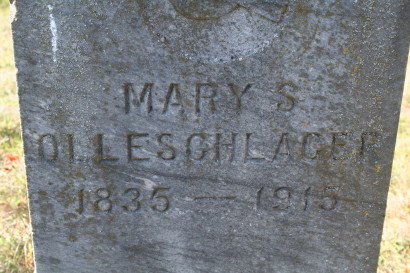 MARY S
OLLESCHLAGER
1835 — 1915